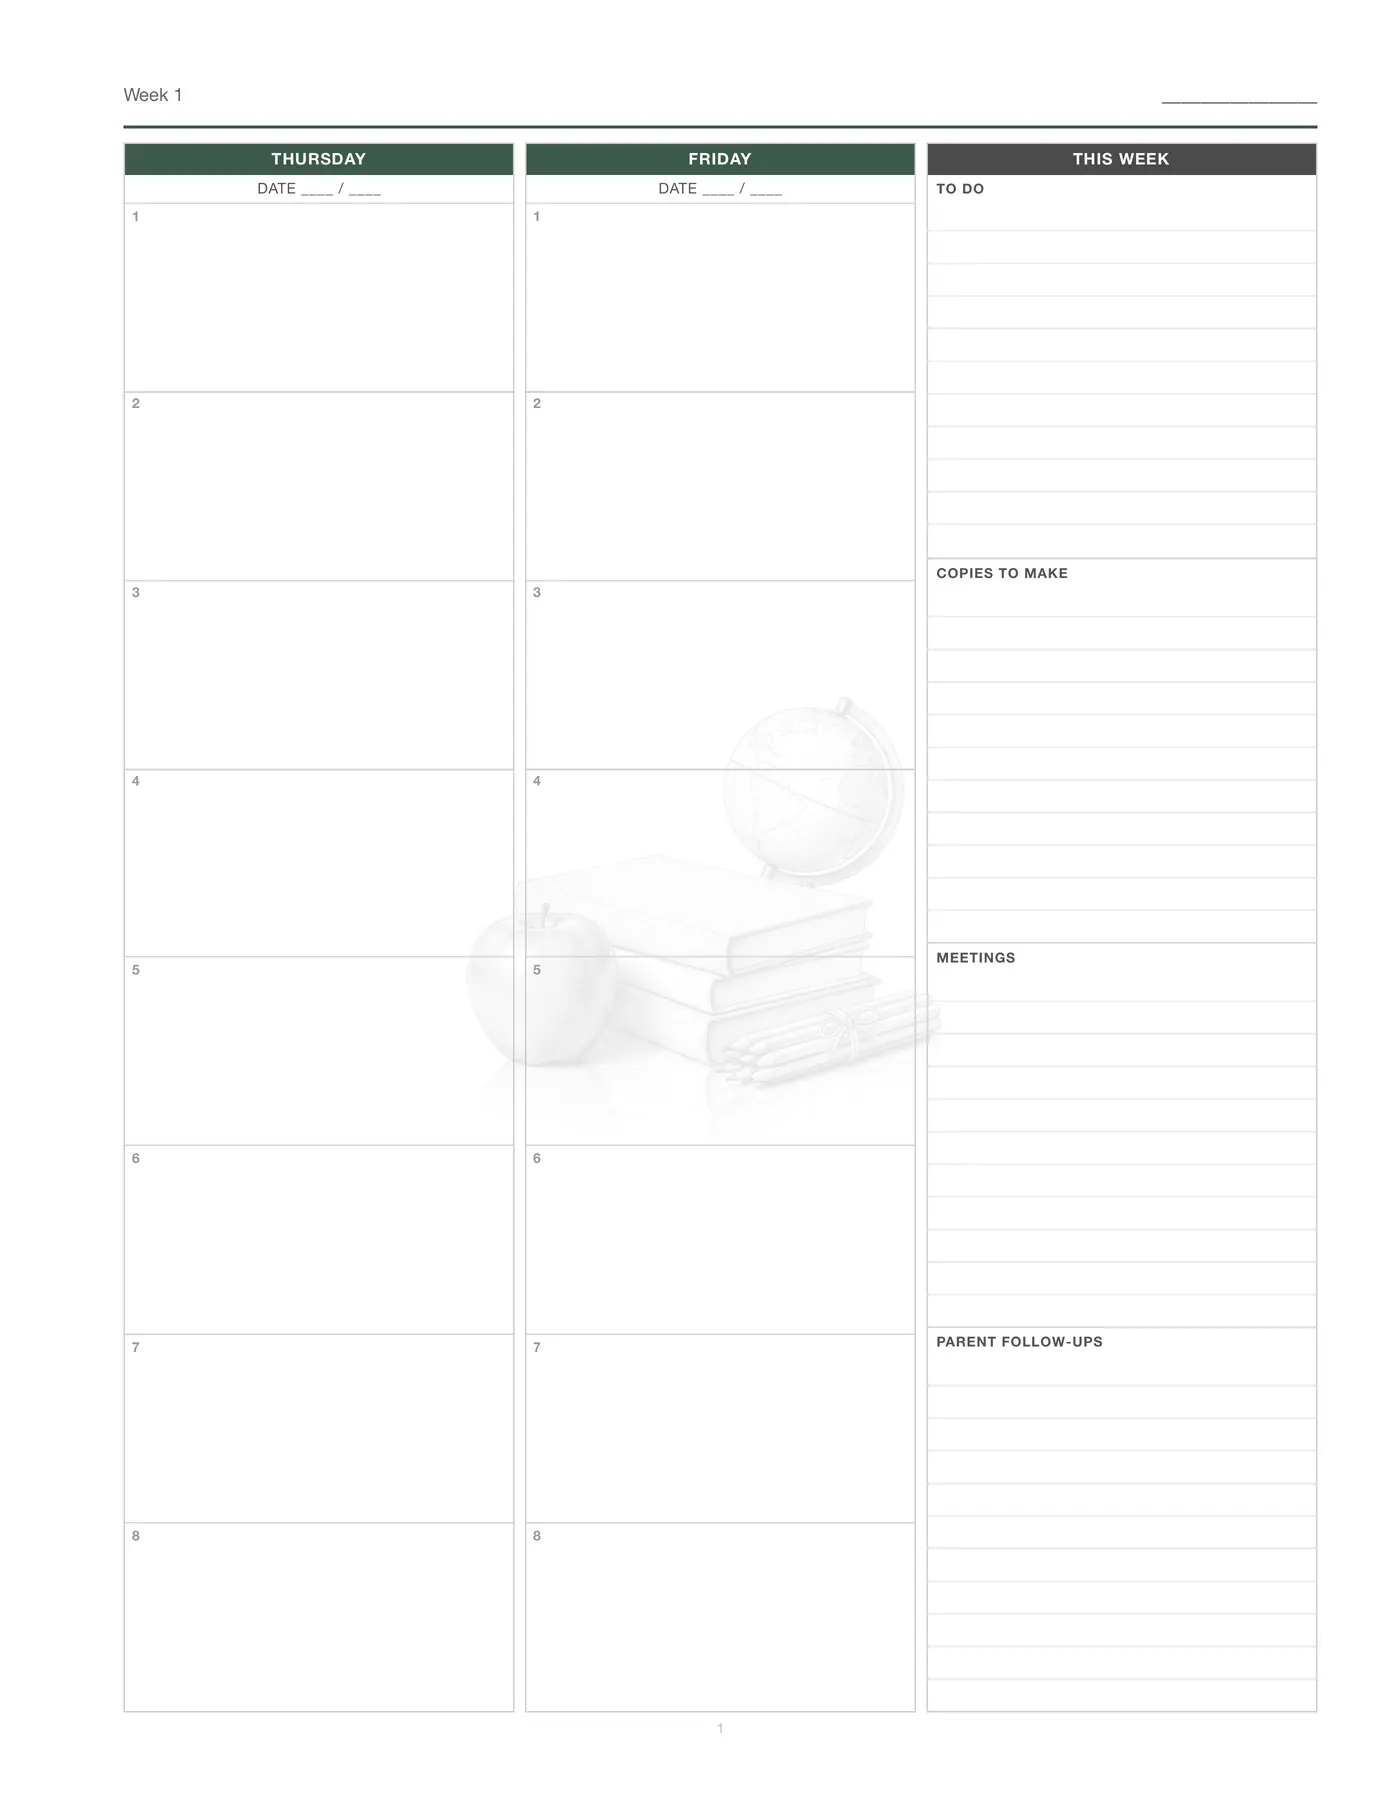 Week 1 ________________
THURSDAY
DATE ____ / ____
1
2
3
4
5
6
7
8
FRIDAY
DATE ____ / ____
1
2
3
4
5
6
7
8
THIS WEEK
TO DO
COPIES TO MAKE
MEETINGS
PARENT FOLLOW-UPS
1